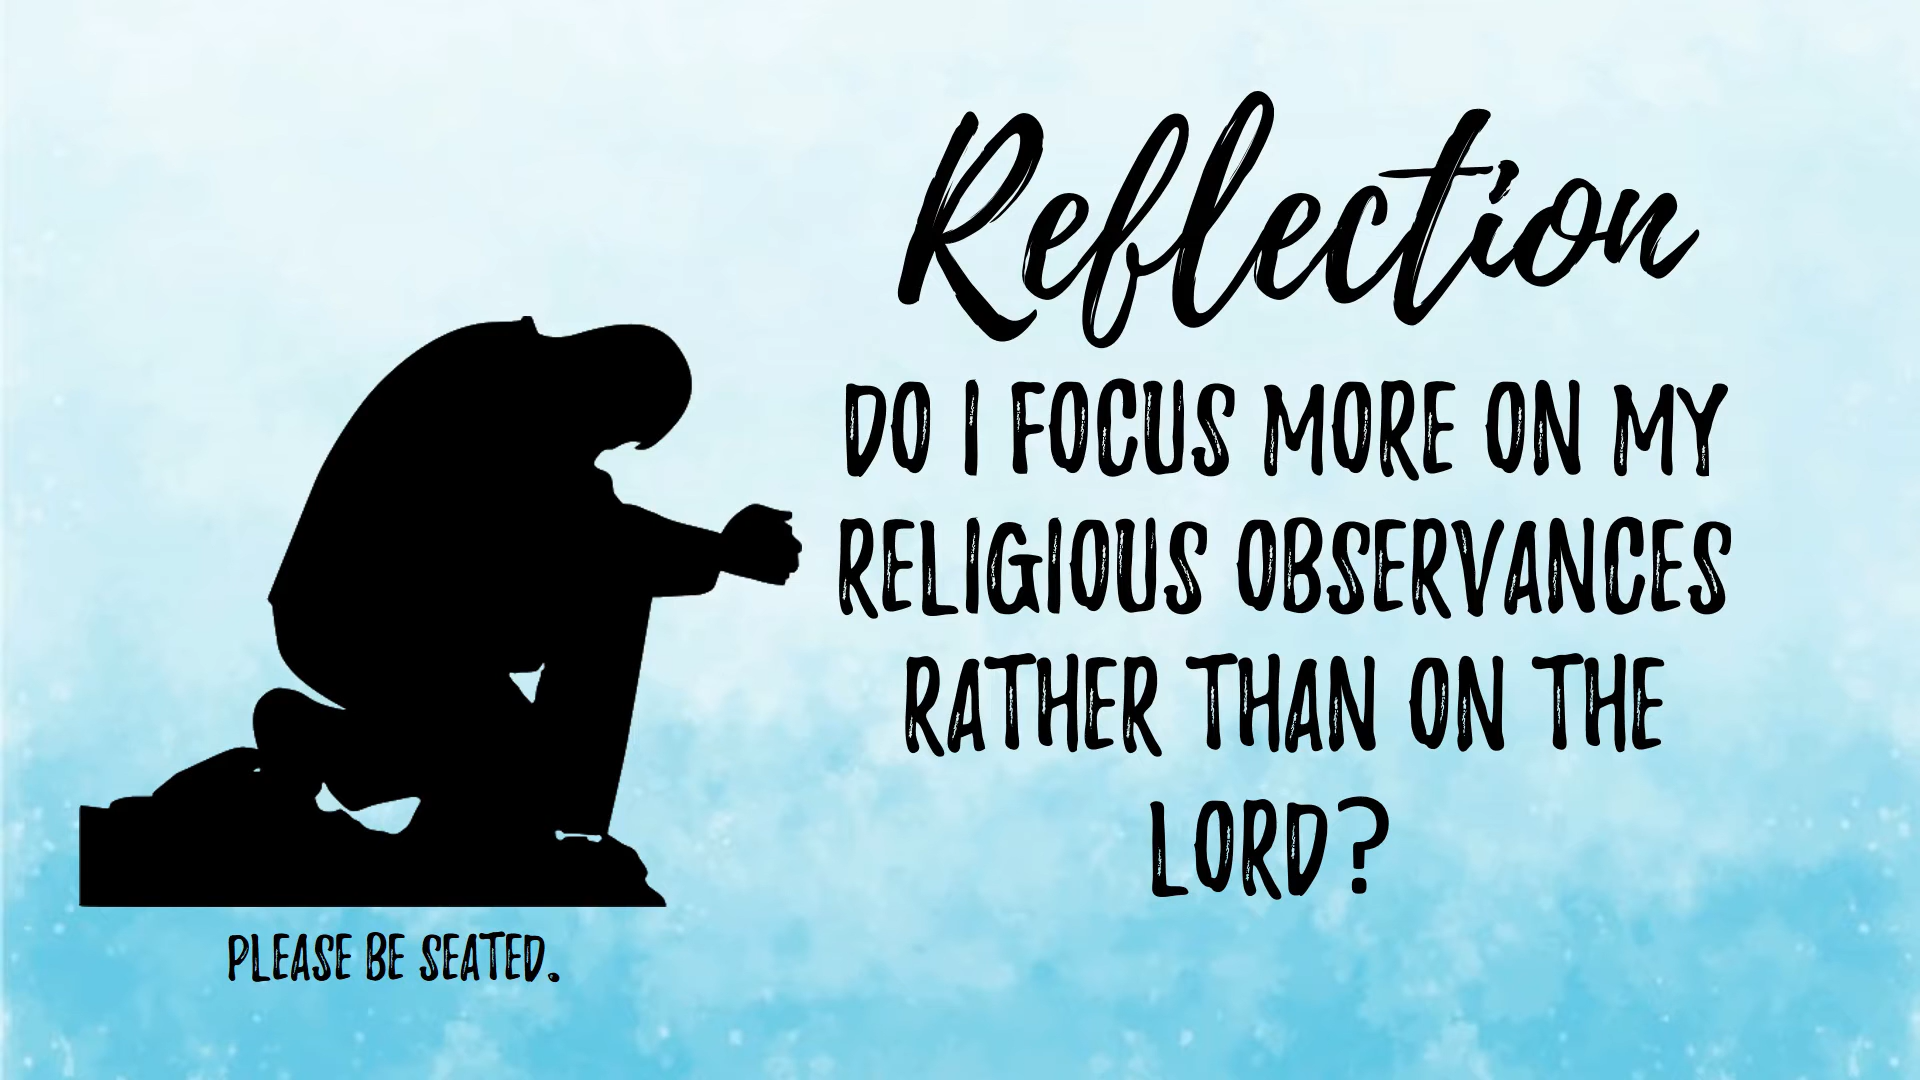 Reflection
DO I FOCUS MORE ON MY
RELIGIOUS OBSERVANCES
RATHER THAN ON THE
LORD?
PLEASE BE SEATED.